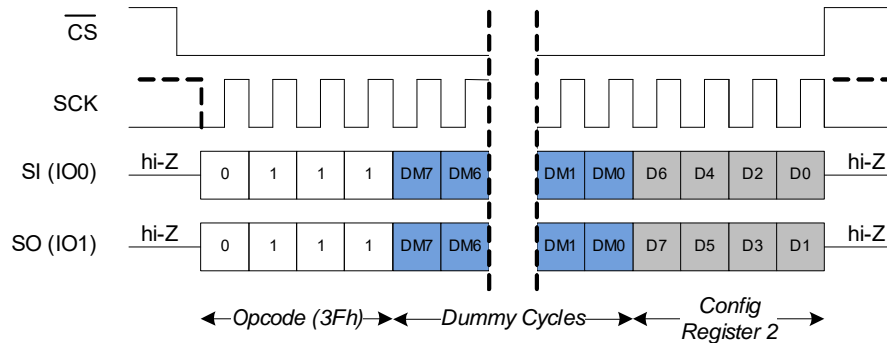 CS
SCK
SI (IO0) hi-Z 0 1 1 1 DM7 DM6 DM1 DM0 D6 D4 D2 D0 hi-Z
SO (IO1) hi-Z 0 1 1 1 DM7 DM6 DM1 DM0 D7 D5 D3 D1 hi-Z
Opcode (3Fh) Dummy Cycles Config
Register 2